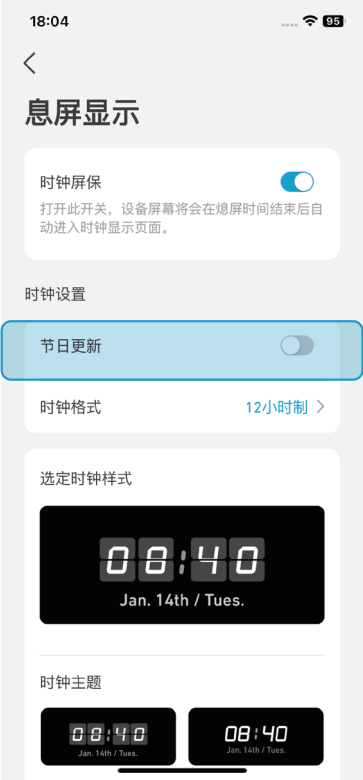 18:04
95
息屏显示
时钟屏保
打开此开关，设备屏幕将会在熄屏时间结束后自
动进入时钟显示页面。
时钟设置
节日更新
时钟格式
12小时制
选定时钟样式
08:40
Jan. 14th / Tues.
时钟主题
08:40
Jan. 14th / Tues.
08:40
Jan. 14th / Tues.